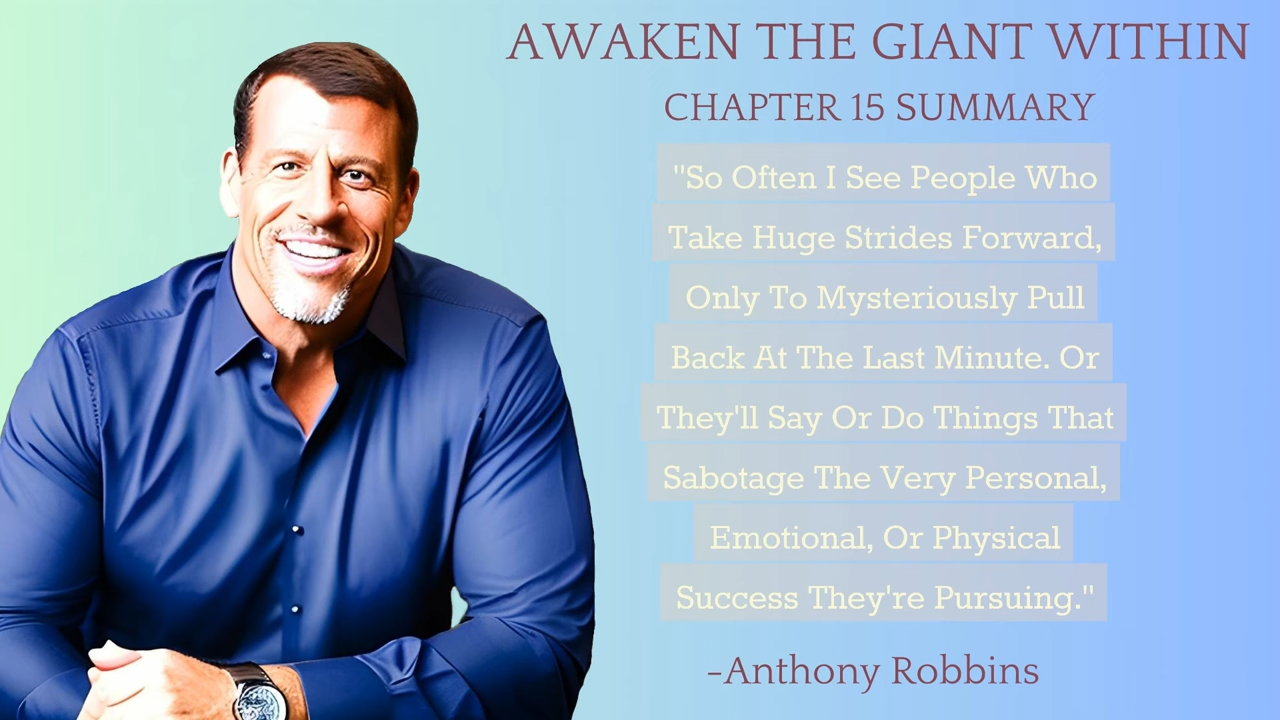 AWAKEN THE GIANT WITHIN
CHAPTER 15 SUMMARY
"So Often I See People Who
Take Huge Strides Forward,
Only To Mysteriously Pull
Back At The Last Minute. Or
They'll Say Or Do Things That
Sabotage The Very Personal,
Emotional, Or Physical
Success They're Pursuing."
-Anthony Robbins